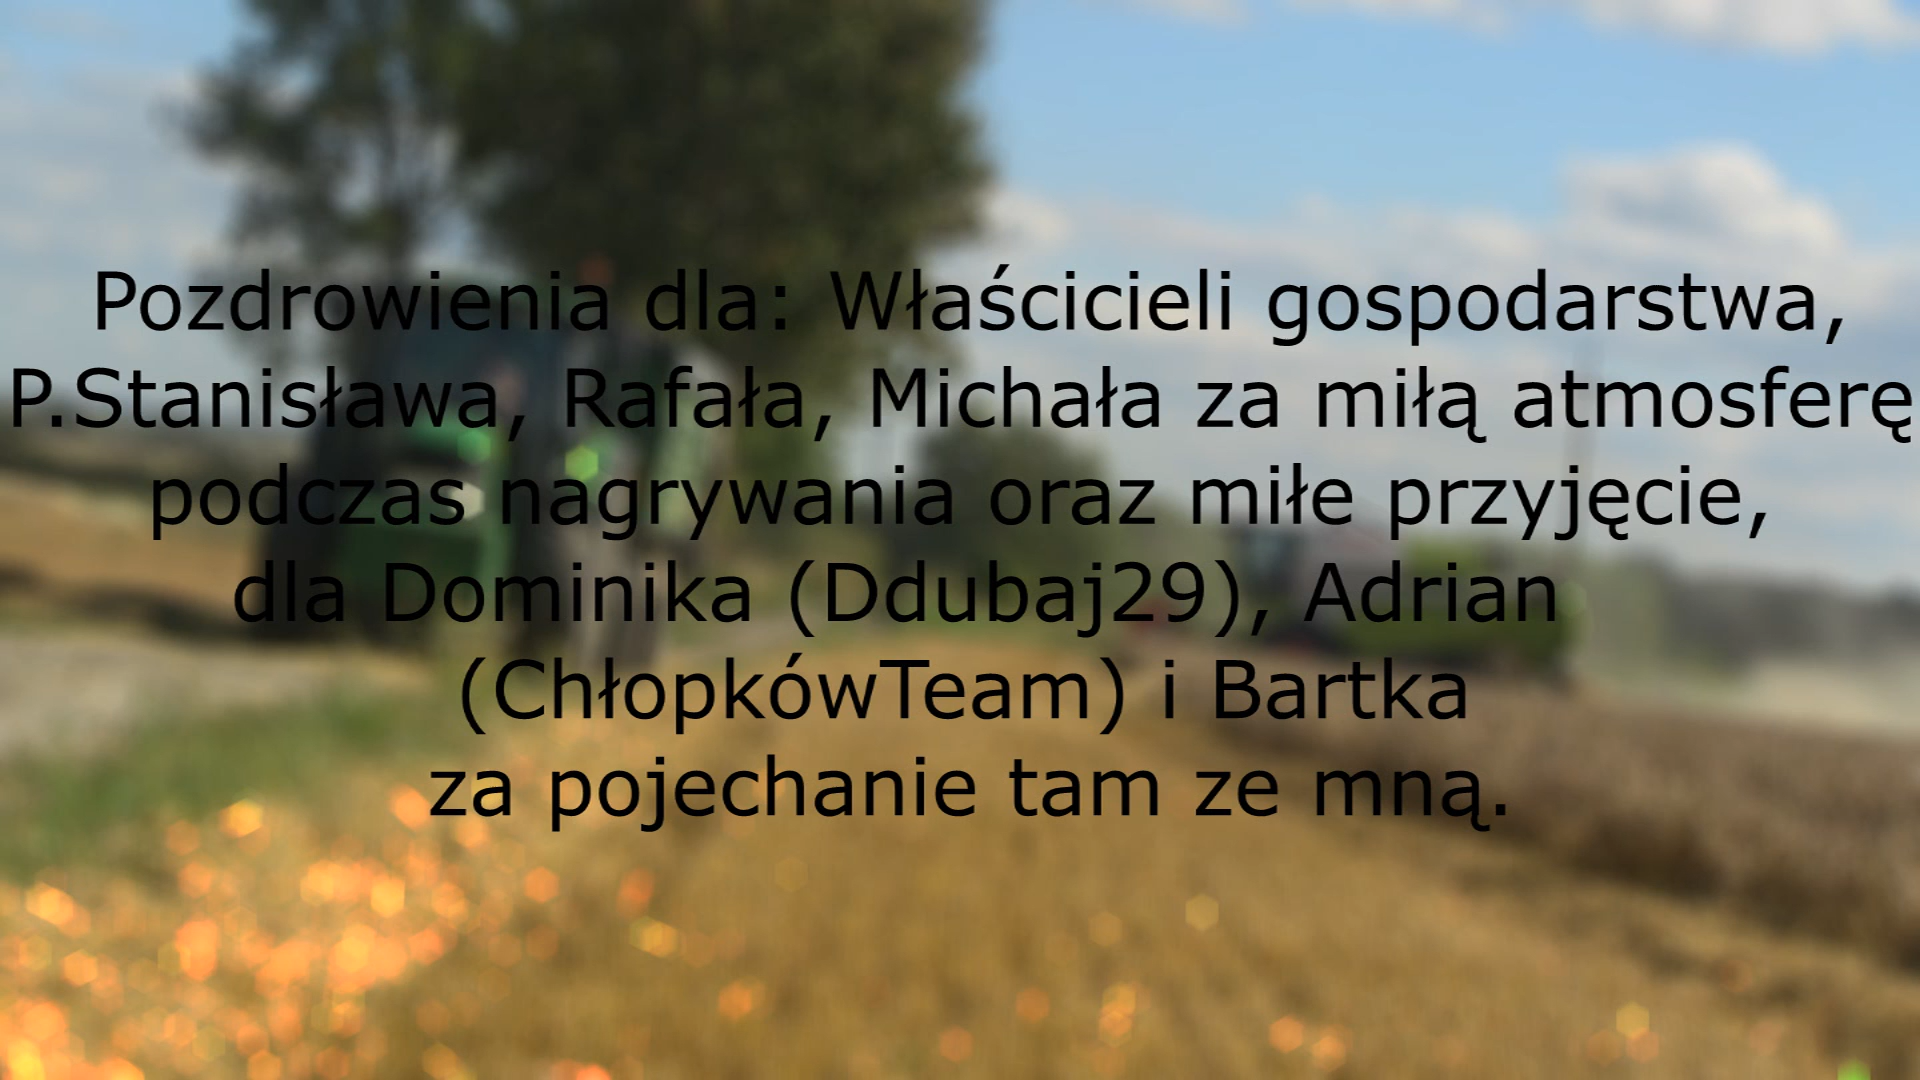 Pozdrowienia dla: Właścicieli gospodarstwa,
P.Stanisława, Rafała, Michała za miłą atmosferę
podczas nagrywania oraz miłe przyjęcie,
dla Dominika (Ddubaj29), Adrian
(ChłopkówTeam) i Bartka
za pojechanie tam ze mną.